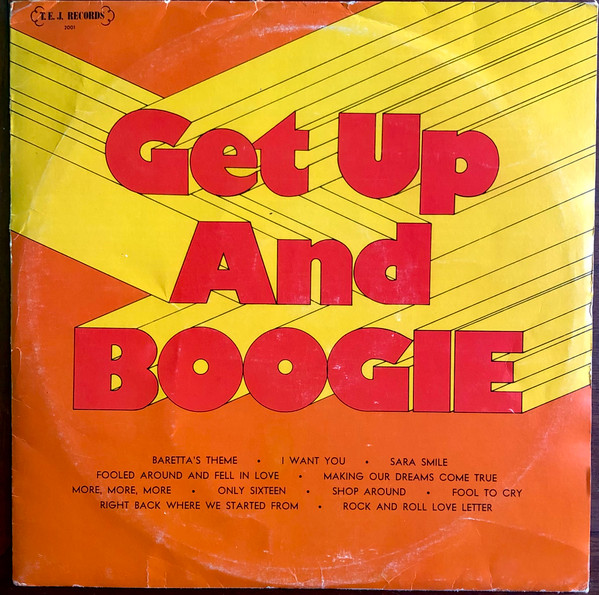 T. E. J. RECORDS
3001
Get Up
And
BOOGIE
BARETTA'S THEME • I WANT YOU • SARA SMILE
FOOLED AROUND AND FELL IN LOVE • MAKING OUR DREAMS COME TRUE
MORE, MORE, MORE • ONLY SIXTEEN • SHOP AROUND • FOOL TO CRY
RIGHT BACK WHERE WE STARTED FROM • ROCK AND ROLL LOVE LETTER